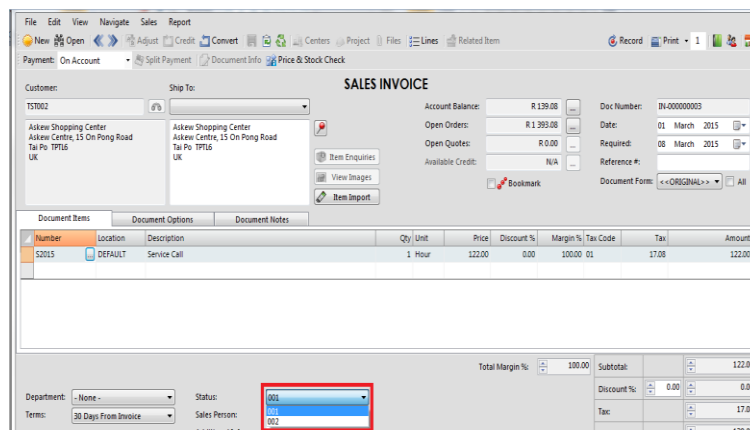 File Edit View Navigate Sales Report
New Open Adjust Credit Convert Centers Project Files Lines Related Item Record Print 1
Payment: On Account Split Payment Document Info Price & Stock Check
SALES INVOICE
Customer: Ship To:
TST002
Askew Shopping Center
Askew Centre, 15 On Pong Road
Tai Po TPTL6
UK
Askew Shopping Center
Askew Centre, 15 On Pong Road
Tai Po TPTL6
UK
Item Enquiries
View Images
Item Import
Account Balance: R 139.08 ...
Open Orders: R 1 393.08 ...
Open Quotes: R 0.00 ...
Available Credit: N/A ...
Bookmark
Doc Number: IN-000000003
Date: 01 March 2015
Required: 08 March 2015
Reference #:
Document Form: <<ORIGINAL>> All
Document Items Document Options Document Notes
Number Location Description Qty Unit Price Discount % Margin % Tax Code Tax Amount
S2015 ... DEFAULT Service Call 1 Hour 122.00 0.00 100.00 01 17.08 122.00
Total Margin %: 100.00
Subtotal: 122.0
Discount %: 0.00 0.0
Tax: 17.0
Department: - None - Status: 001
001
002
Terms: 30 Days From Invoice Sales Person: